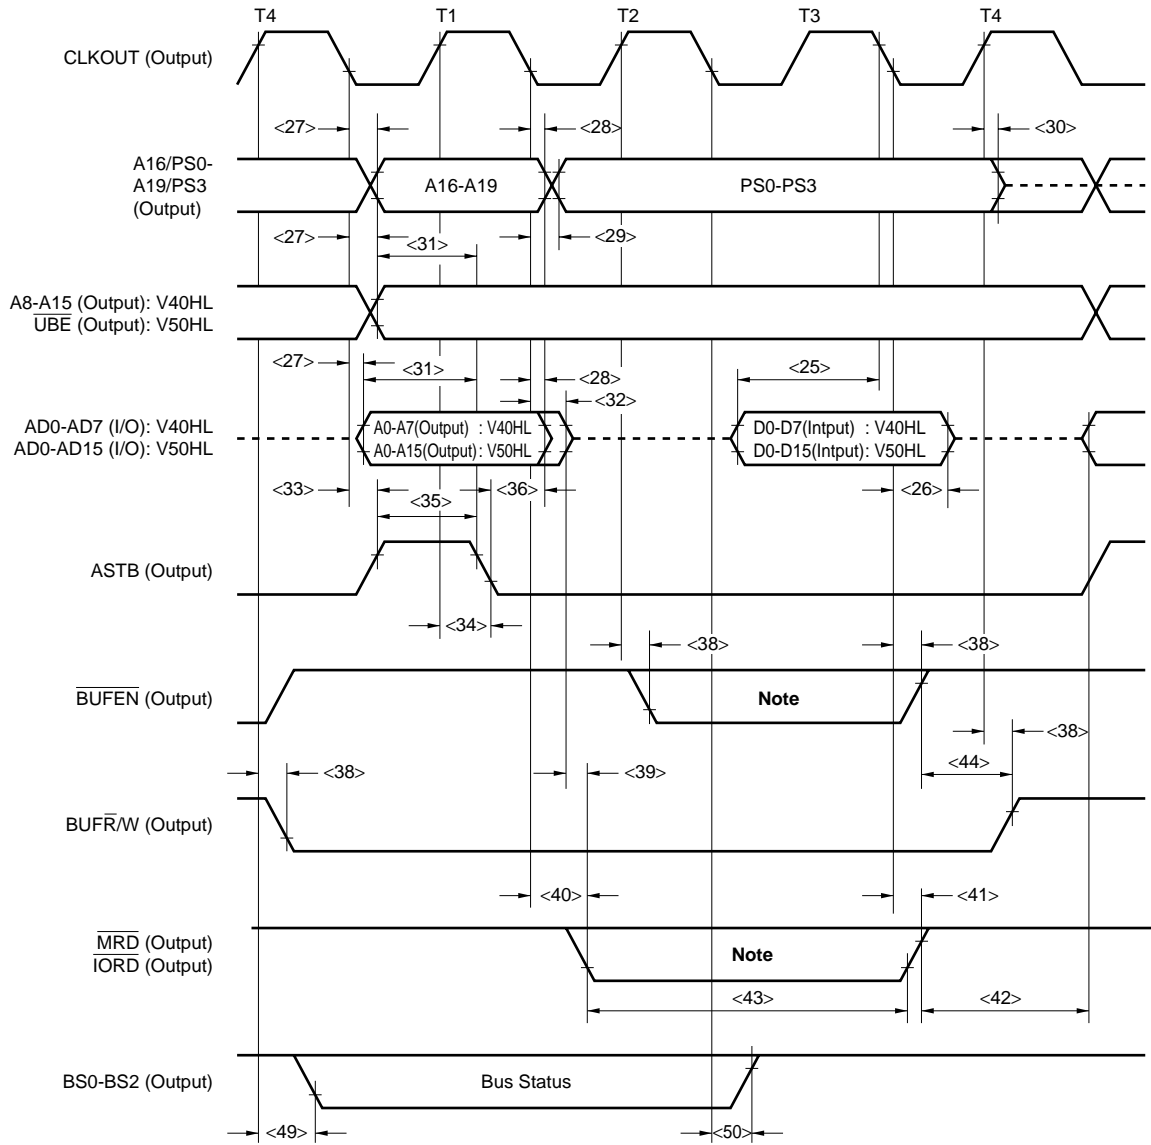 T4 T1 T2 T3 T4
CLKOUT (Output)
<27> <28> <30>
A16/PS0-
A19/PS3
(Output)
A16-A19 PS0-PS3
<27> <31> <29>
A8-A15 (Output): V40HL
UBE (Output): V50HL
<27> <31> <28> <25>
<32>
AD0-AD7 (I/O): V40HL
AD0-AD15 (I/O): V50HL
A0-A7(Output) : V40HL
A0-A15(Output): V50HL
D0-D7(Intput) : V40HL
D0-D15(Intput): V50HL
<33> <35> <36> <26>
ASTB (Output)
<34>
<38> <38>
BUFEN (Output)
Note
<38>
<38> <39> <44>
BUFR/W (Output)
<40> <41>
MRD (Output)
IORD (Output)
Note
<43> <42>
BS0-BS2 (Output)
Bus Status
<49> <50>